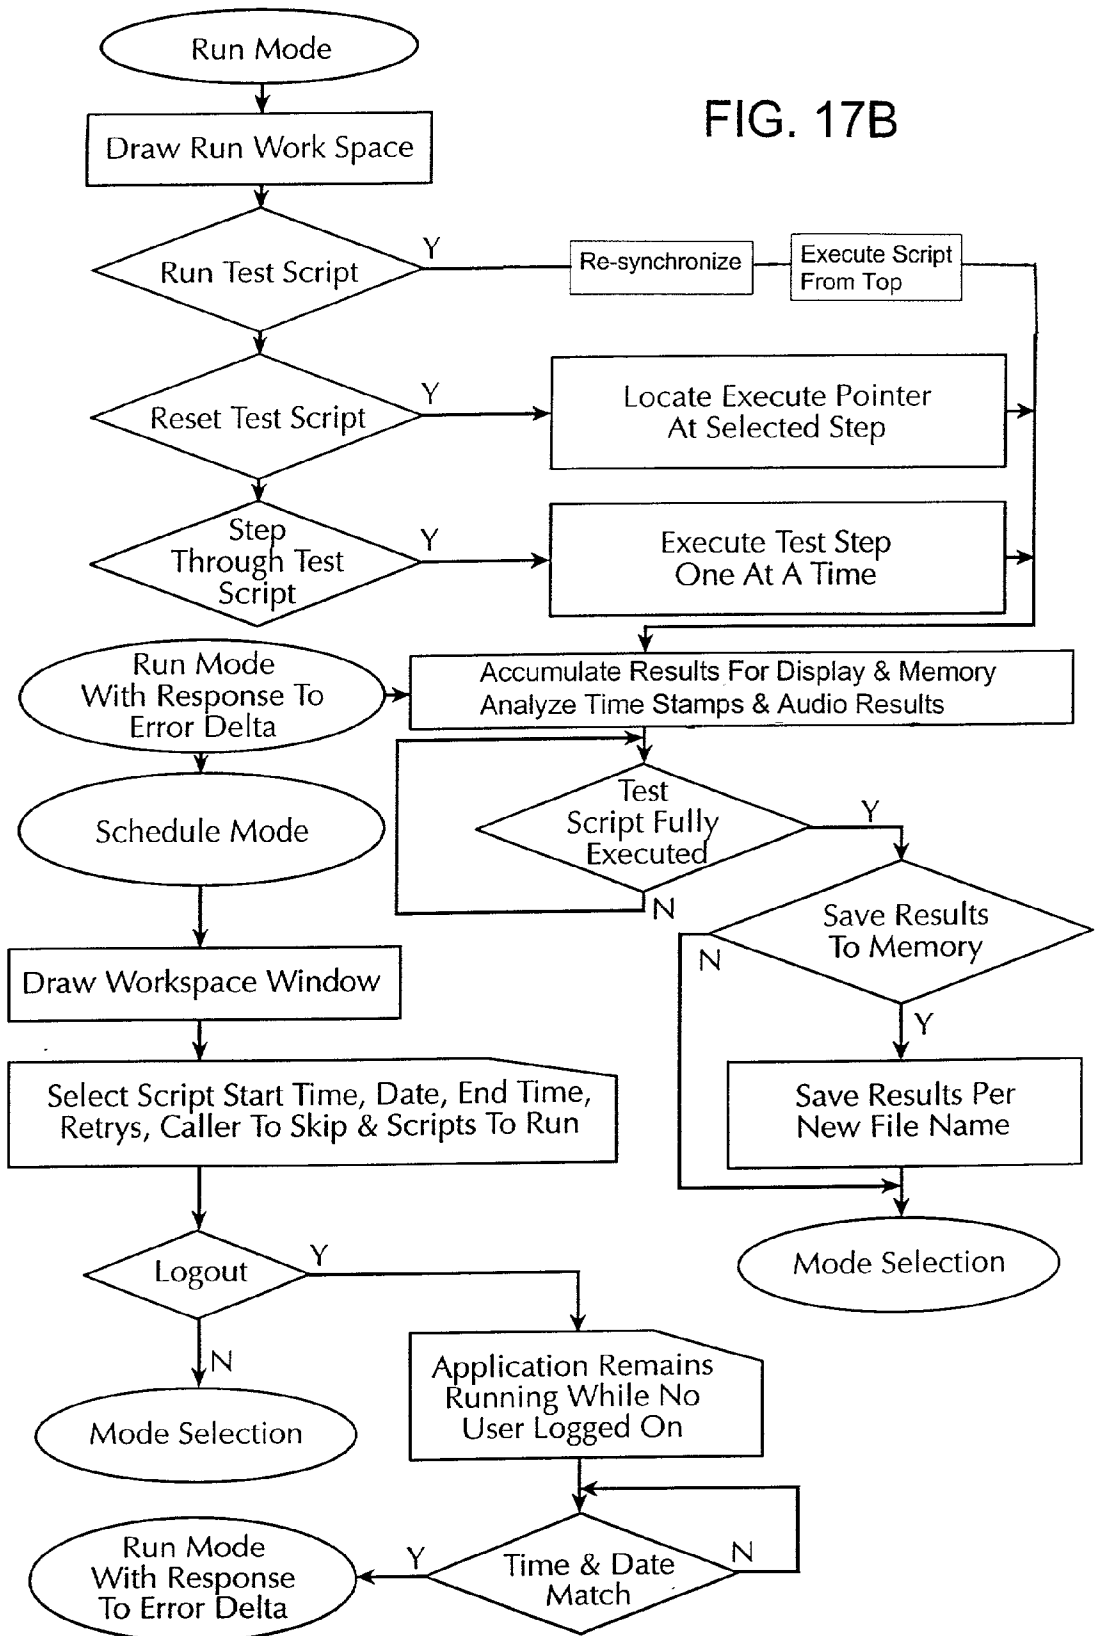 Run Mode
FIG. 17B
Draw Run Work Space
Run Test Script
Y
Re-synchronize
Execute Script
From Top
Reset Test Script
Y
Locate Execute Pointer
At Selected Step
Step
Through Test
Script
Y
Execute Test Step
One At A Time
Run Mode
With Response To
Error Delta
Accumulate Results For Display & Memory
Analyze Time Stamps & Audio Results
Schedule Mode
Test
Script Fully
Executed
Y
N
Save Results
To Memory
N
Y
Draw Workspace Window
Select Script Start Time, Date, End Time,
Retrys, Caller To Skip & Scripts To Run
Save Results Per
New File Name
Mode Selection
Logout
Y
N
Mode Selection
Application Remains
Running While No
User Logged On
Time & Date
Match
N
Y
Run Mode
With Response
To Error Delta